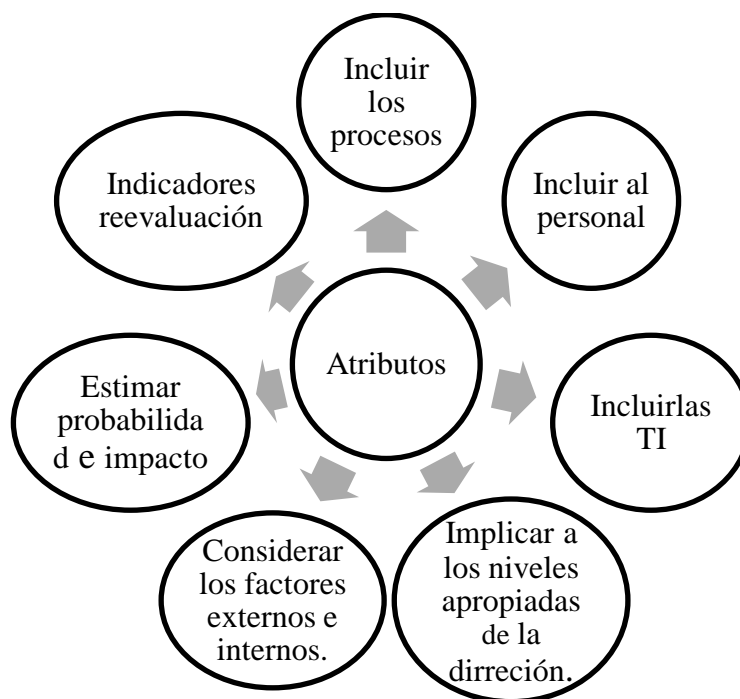 Incluir
los
procesos
Incluir al
personal
Incluirlas
TI
Implicar a
los niveles
apropiadas
de la
dirreción.
Considerar
los factores
externos e
internos.
Estimar
probabilida
d e impacto
Indicadores
reevaluación
Atributos